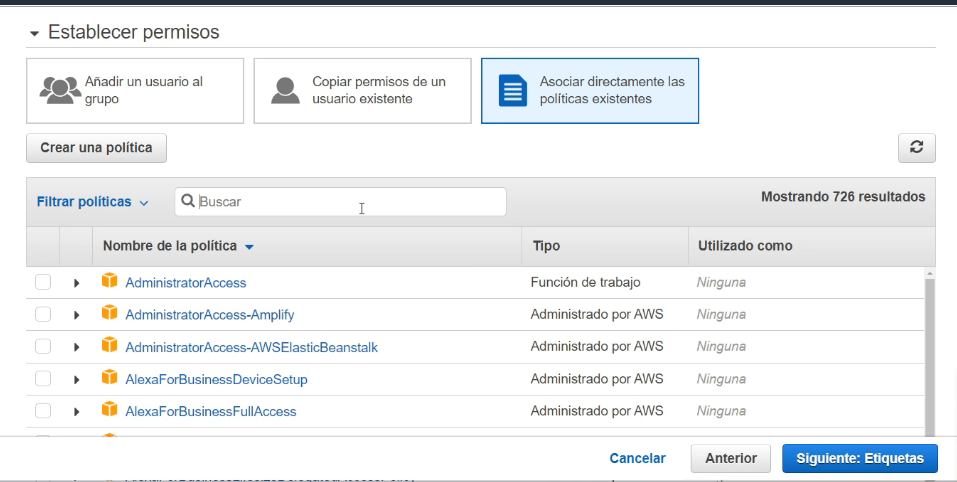 Establecer permisos
Añadir un usuario al
grupo
Copiar permisos de un
usuario existente
Asociar directamente las
políticas existentes
Crear una política
Filtrar políticas
Buscar
Mostrando 726 resultados
Nombre de la política
Tipo
Utilizado como
AdministratorAccess
Función de trabajo
Ninguna
AdministratorAccess-Amplify
Administrado por AWS
Ninguna
AdministratorAccess-AWSElasticBeanstalk
Administrado por AWS
Ninguna
AlexaForBusinessDeviceSetup
Administrado por AWS
Ninguna
AlexaForBusinessFullAccess
Administrado por AWS
Ninguna
Cancelar
Anterior
Siguiente: Etiquetas